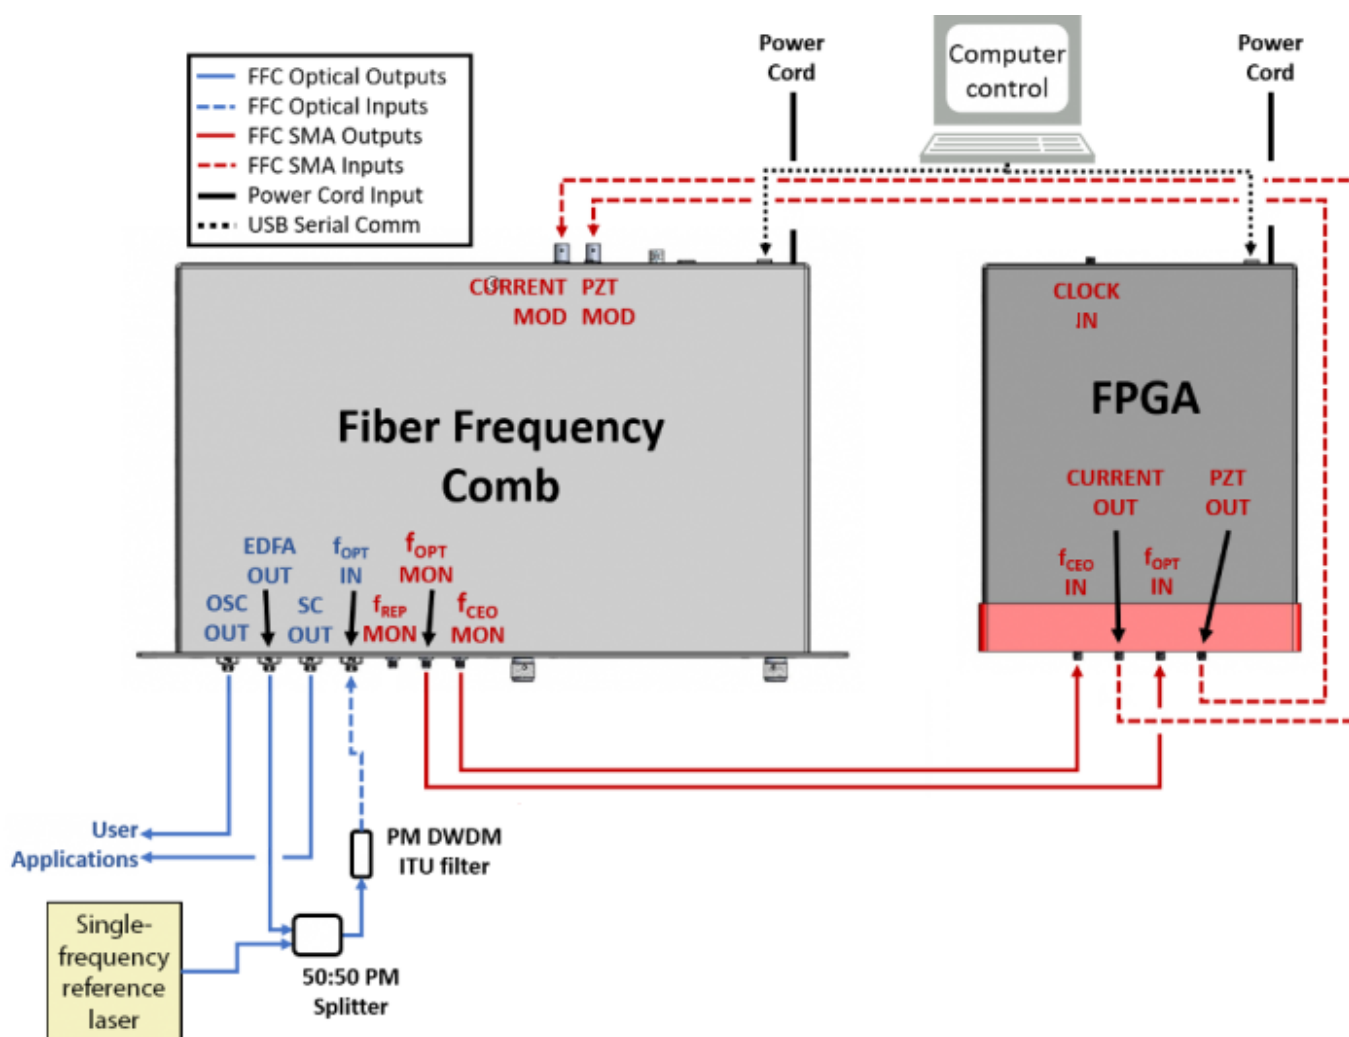 FFC Optical Outputs
FFC Optical Inputs
FFC SMA Outputs
FFC SMA Inputs
Power Cord Input
USB Serial Comm
Power
Cord
Computer
control
Power
Cord
CURRENT
MOD
PZT
MOD
Fiber Frequency
Comb
EDFA
OUT
fOPT
IN
fOPT
MON
OSC
OUT
SC
OUT
fREP
MON
fCEO
MON
CLOCK
IN
FPGA
CURRENT
OUT
PZT
OUT
fCEO
IN
fOPT
IN
User
Applications
PM DWDM
ITU filter
Single-
frequency
reference
laser
50:50 PM
Splitter